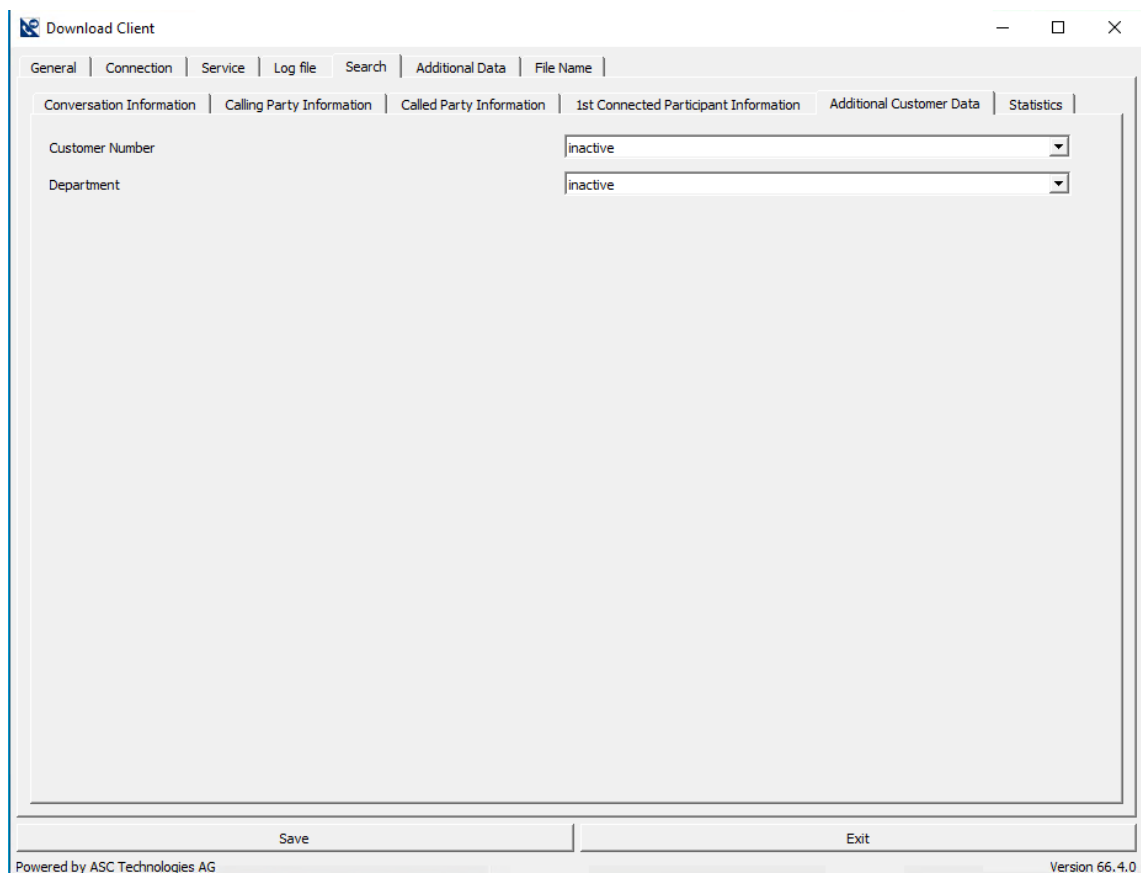 Download Client
General Connection Service Log file Search Additional Data File Name
Conversation Information Calling Party Information Called Party Information 1st Connected Participant Information Additional Customer Data Statistics
Customer Number inactive
Department inactive
Save Exit
Powered by ASC Technologies AG Version 66.4.0